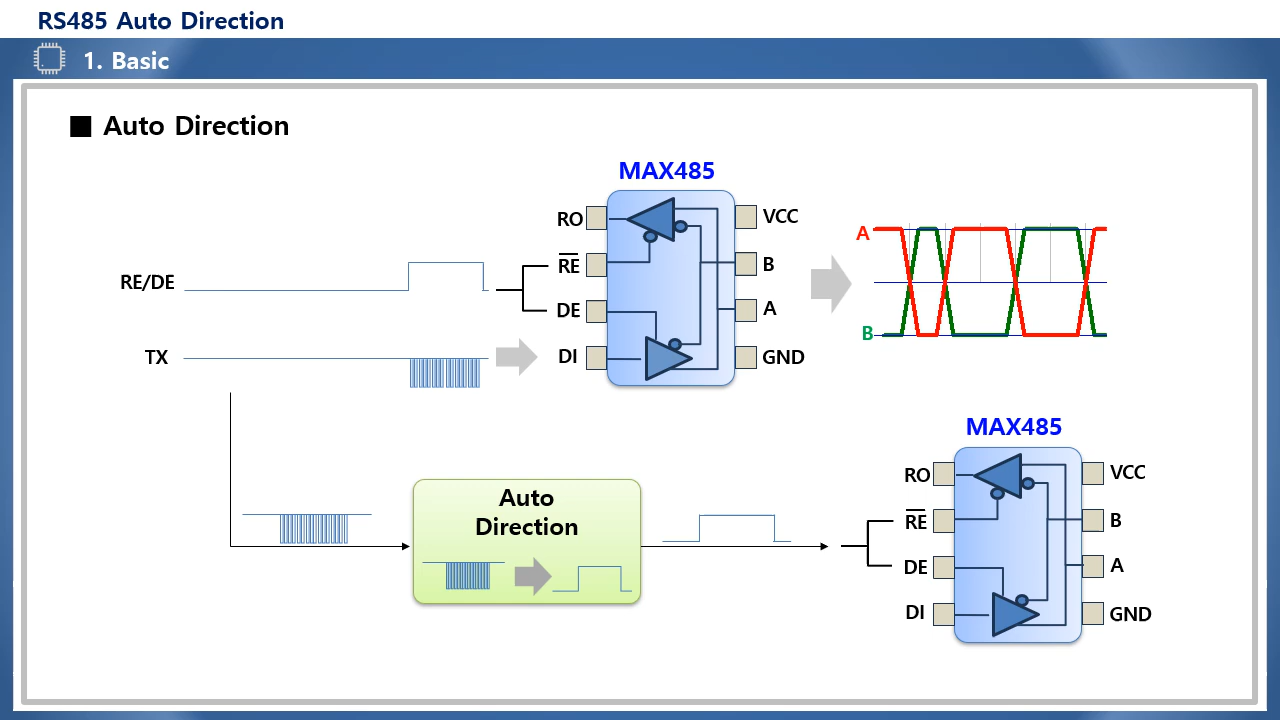 RS485 Auto Direction
1. Basic
■ Auto Direction
MAX485
RO
VCC
RE
B
RE/DE
DE
A
TX
DI
GND
A
B
MAX485
RO
VCC
RE
B
DE
A
DI
GND
Auto
Direction